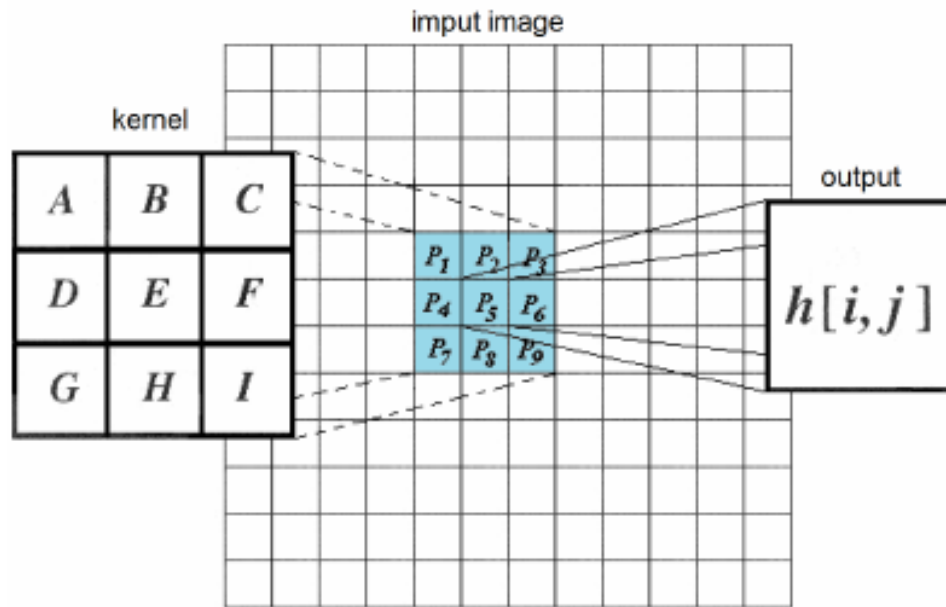 imput image
kernel
A B C
D E F
G H I
P1 P2 P3
P4 P5 P6
P7 P8 P9
output
h[i,j]